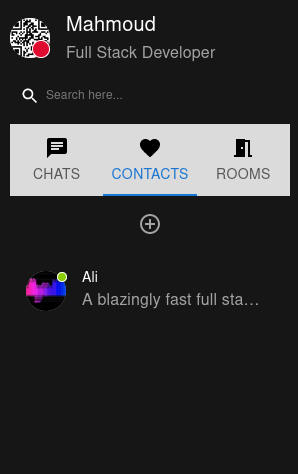 Mahmoud
Full Stack Developer
Search here...
CHATS CONTACTS ROOMS
Ali
A blazingly fast full sta...